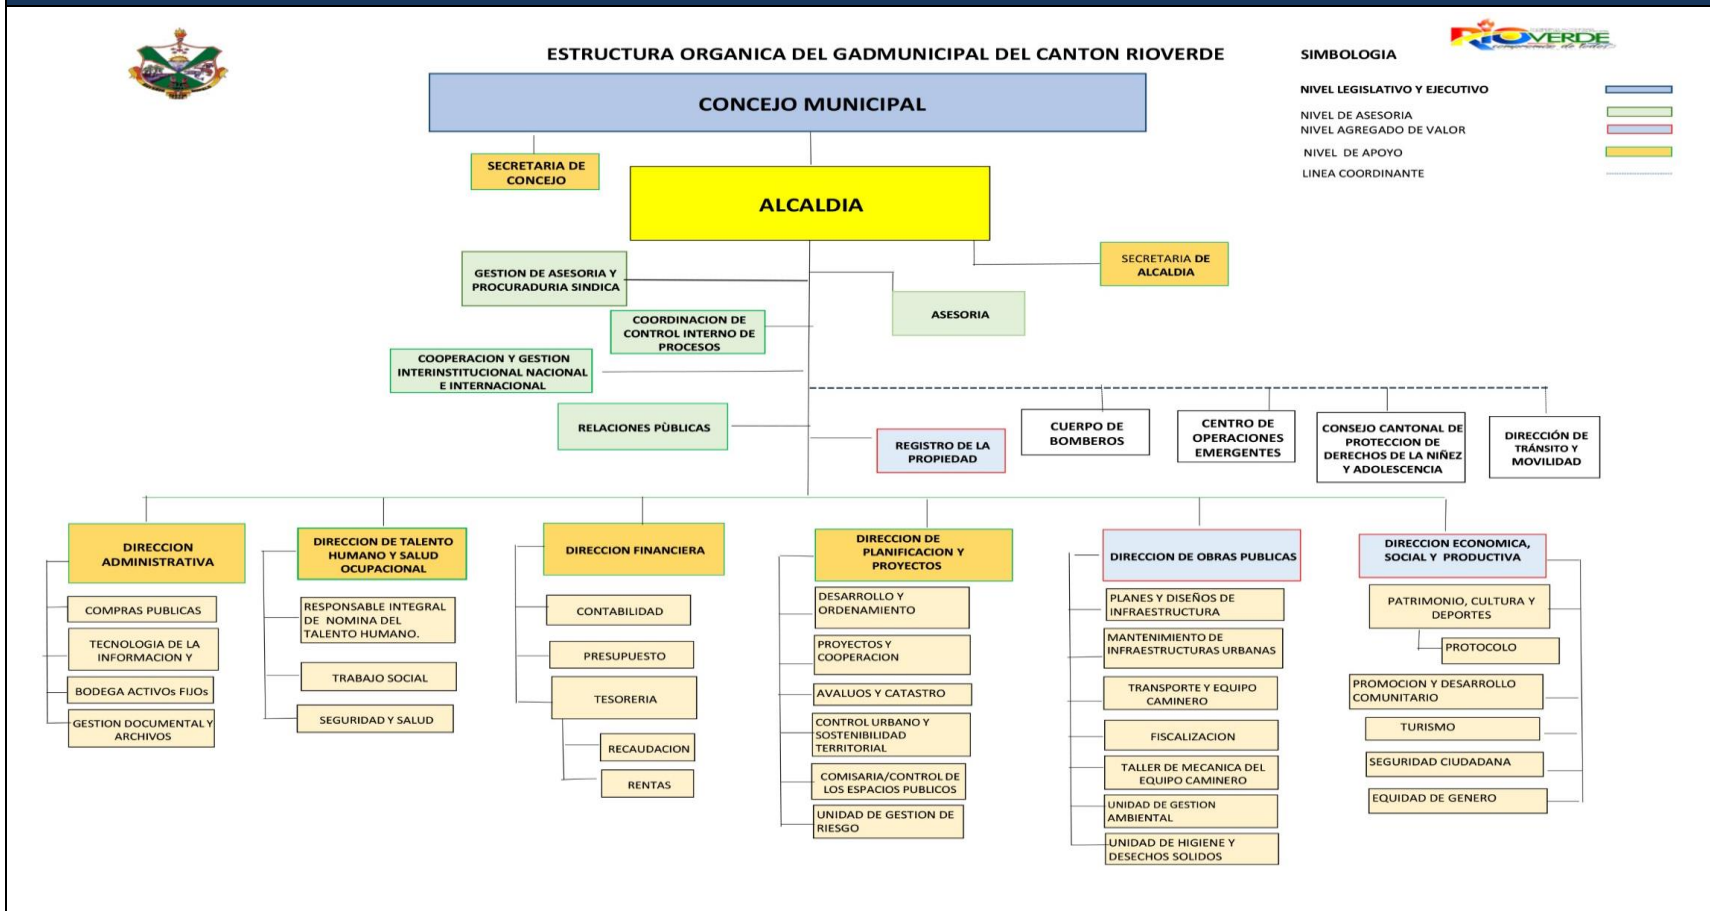 ESTRUCTURA ORGANICA DEL GADMUNICIPAL DEL CANTON RIOVERDE
RIOVERDE
SIMBOLOGIA
NIVEL LEGISLATIVO Y EJECUTIVO
NIVEL DE ASESORIA
NIVEL AGREGADO DE VALOR
NIVEL DE APOYO
LINEA COORDINANTE
CONCEJO MUNICIPAL
SECRETARIA DE
CONCEJO
ALCALDIA
SECRETARIA DE
ALCALDIA
GESTION DE ASESORIA Y
PROCURADURIA SINDICA
ASESORIA
COORDINACION DE
CONTROL INTERNO DE
PROCESOS
COOPERACION Y GESTION
INTERINSTITUCIONAL NACIONAL
E INTERNACIONAL
RELACIONES PÙBLICAS
REGISTRO DE LA
PROPIEDAD
CUERPO DE
BOMBEROS
CENTRO DE
OPERACIONES
EMERGENTES
CONSEJO CANTONAL DE
PROTECCION DE
DERECHOS DE LA NIÑEZ
Y ADOLESCENCIA
DIRECCIÓN DE
TRÁNSITO Y
MOVILIDAD
DIRECCION
ADMINISTRATIVA
COMPRAS PUBLICAS
TECNOLOGIA DE LA
INFORMACION Y
BODEGA ACTIVOs FIJOs
GESTION DOCUMENTAL Y
ARCHIVOS
DIRECCION DE TALENTO
HUMANO Y SALUD
OCUPACIONAL
RESPONSABLE INTEGRAL
DE NOMINA DEL
TALENTO HUMANO.
TRABAJO SOCIAL
SEGURIDAD Y SALUD
DIRECCION FINANCIERA
CONTABILIDAD
PRESUPUESTO
TESORERIA
RECAUDACION
RENTAS
DIRECCION DE
PLANIFICACION Y
PROYECTOS
DESARROLLO Y
ORDENAMIENTO
PROYECTOS Y
COOPERACION
AVALUOS Y CATASTRO
CONTROL URBANO Y
SOSTENIBILIDAD
TERRITORIAL
COMISARIA/CONTROL DE
LOS ESPACIOS PUBLICOS
UNIDAD DE GESTION DE
RIESGO
DIRECCION DE OBRAS PUBLICAS
PLANES Y DISEÑOS DE
INFRAESTRUCTURA
MANTENIMIENTO DE
INFRAESTRUCTURAS URBANAS
TRANSPORTE Y EQUIPO
CAMINERO
FISCALIZACION
TALLER DE MECANICA DEL
EQUIPO CAMINERO
UNIDAD DE GESTION
AMBIENTAL
UNIDAD DE HIGIENE Y
DESECHOS SOLIDOS
DIRECCION ECONOMICA,
SOCIAL Y PRODUCTIVA
PATRIMONIO, CULTURA Y
DEPORTES
PROTOCOLO
PROMOCION Y DESARROLLO
COMUNITARIO
TURISMO
SEGURIDAD CIUDADANA
EQUIDAD DE GENERO